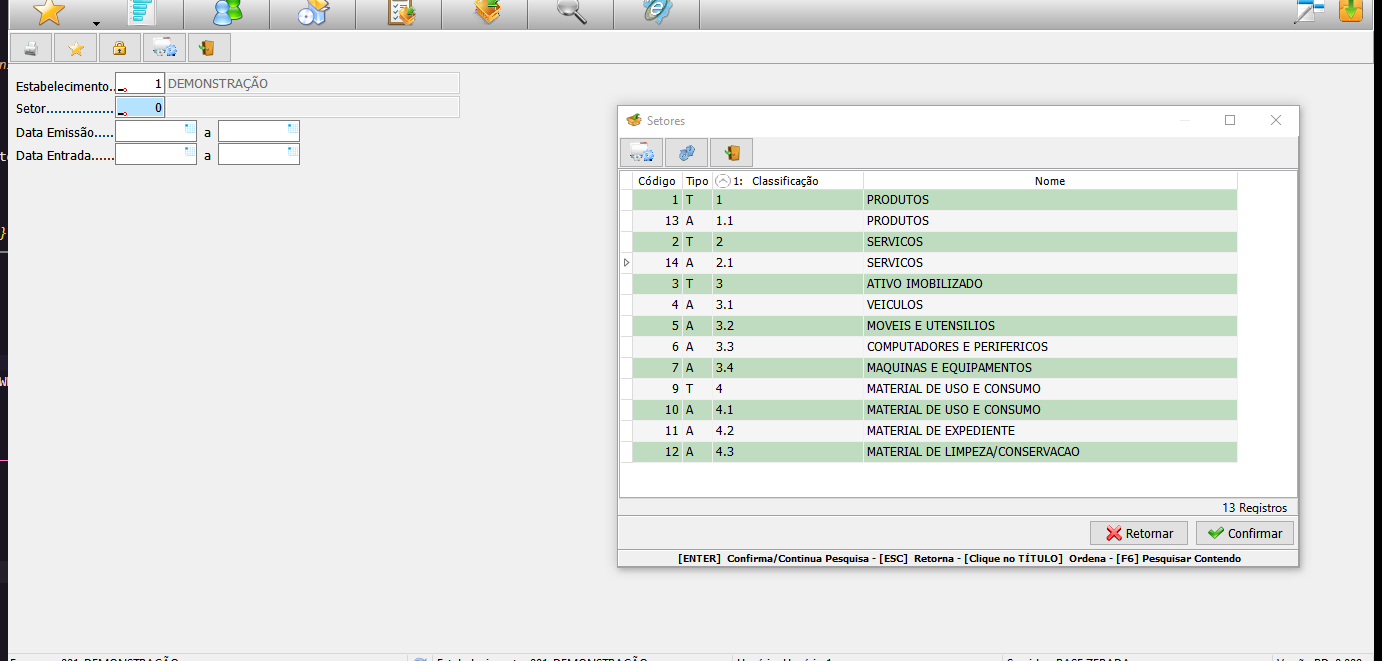 Estabelecimento.. 1 DEMONSTRAÇÃO
Setor................ 0
Data Emissão..... a
Data Entrada...... a
Setores
Código Tipo 1: Classificação Nome
1 T 1 PRODUTOS
13 A 1.1 PRODUTOS
2 T 2 SERVICOS
14 A 2.1 SERVICOS
3 T 3 ATIVO IMOBILIZADO
4 A 3.1 VEICULOS
5 A 3.2 MOVEIS E UTENSILIOS
6 A 3.3 COMPUTADORES E PERIFERICOS
7 A 3.4 MAQUINAS E EQUIPAMENTOS
9 T 4 MATERIAL DE USO E CONSUMO
10 A 4.1 MATERIAL DE USO E CONSUMO
11 A 4.2 MATERIAL DE EXPEDIENTE
12 A 4.3 MATERIAL DE LIMPEZA/CONSERVACAO
13 Registros
Retornar Confirmar
[ENTER] Confirma/Continua Pesquisa - [ESC] Retorna - [Clique no TÍTULO] Ordena - [F6] Pesquisar Contendo